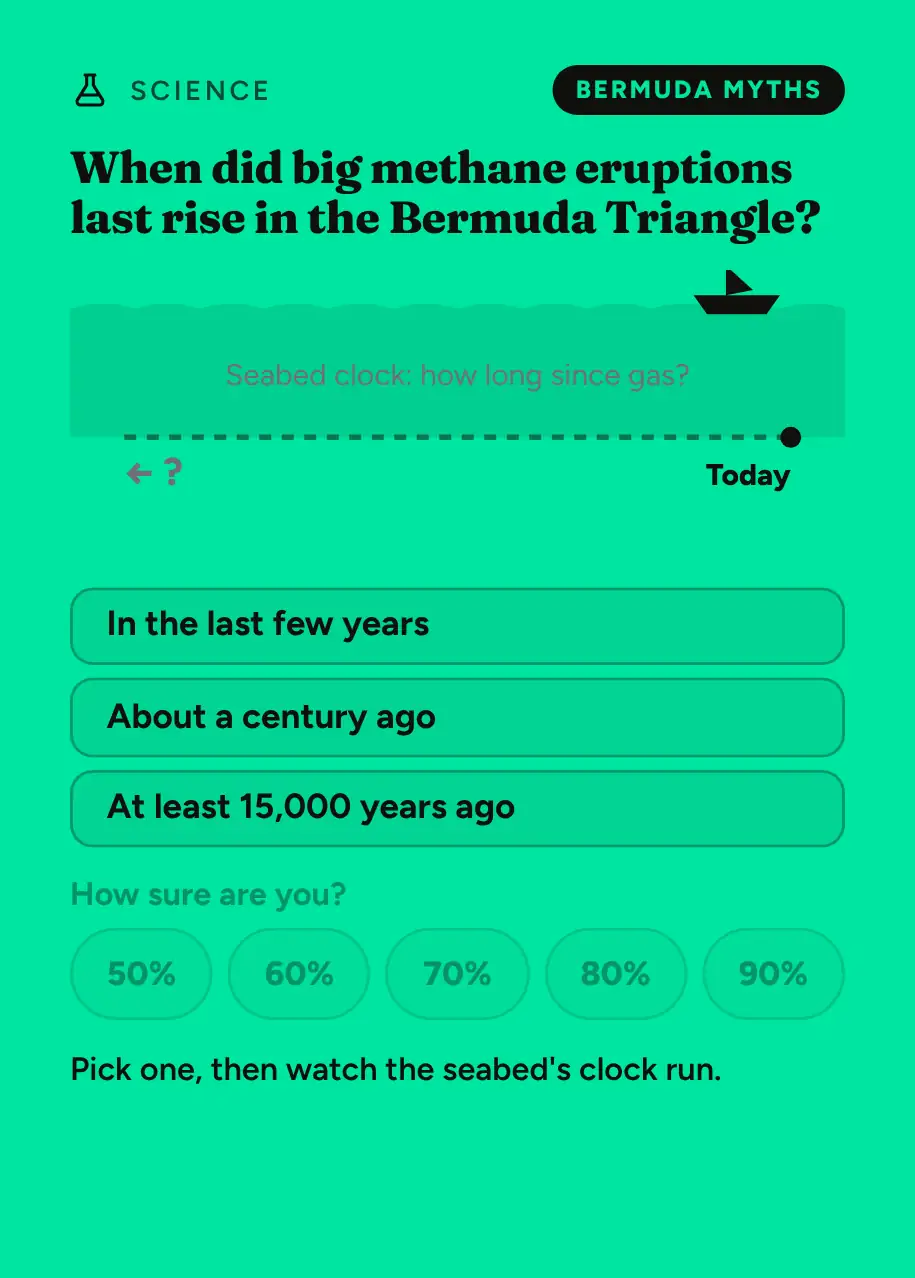 SCIENCE
BERMUDA MYTHS
When did big methane eruptions
last rise in the Bermuda Triangle?
Seabed clock: how long since gas?
← ?
Today
In the last few years
About a century ago
At least 15,000 years ago
How sure are you?
50%
60%
70%
80%
90%
Pick one, then watch the seabed's clock run.